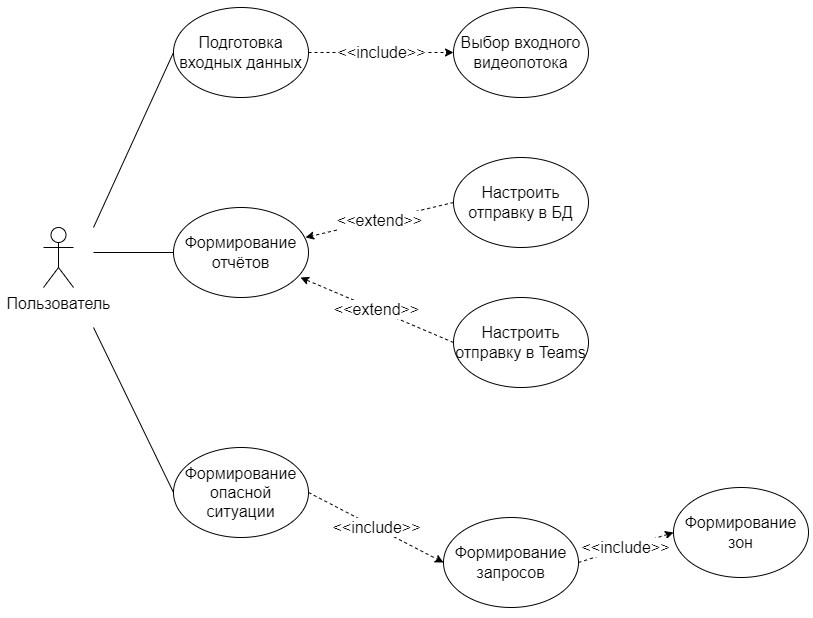 Подготовка
входных данных
<<include>>
Выбор входного
видеопотока
Настроить
отправку в БД
<<extend>>
Формирование
отчётов
Пользователь
<<extend>>
Настроить
отправку в Teams
Формирование
опасной
ситуации
<<include>>
Формирование
запросов
<<include>>
Формирование
зон